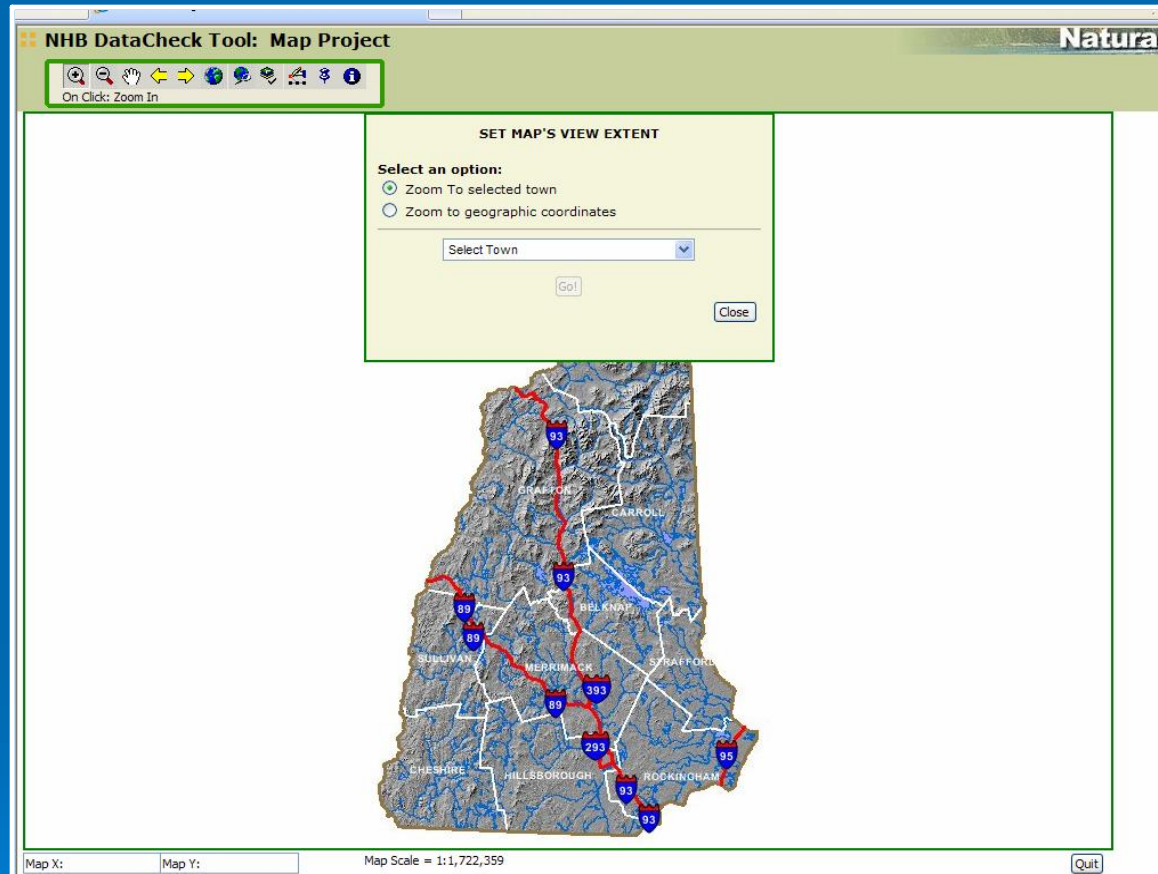 NHB DataCheck Tool: Map Project
Natura
On Click: Zoom In
SET MAP'S VIEW EXTENT
Select an option:
Zoom To selected town
Zoom to geographic coordinates
Select Town
Go!
Close
93
GRAFTON
CARROLL
93
BELKNAP
89
89
SULLIVAN
MERRIMACK
STRAFFORD
393
89
293
95
CHESHIRE
HILLSBOROUGH
ROCKINGHAM
93
93
Map X:
Map Y:
Map Scale = 1:1,722,359
Quit